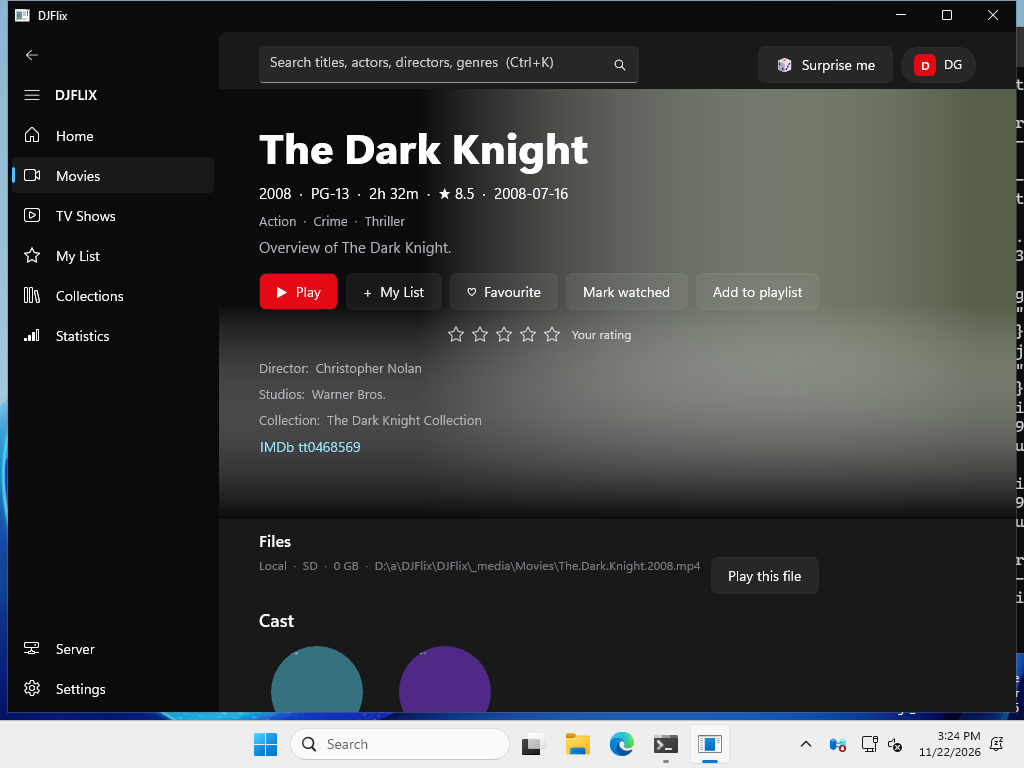 DJFlix
Search titles, actors, directors, genres (Ctrl+K)
Surprise me
D
DG
DJFLIX
Home
Movies
TV Shows
My List
Collections
Statistics
Server
Settings
The Dark Knight
2008 · PG-13 · 2h 32m · ★ 8.5 · 2008-07-16
Action · Crime · Thriller
Overview of The Dark Knight.
Play
+ My List
Favourite
Mark watched
Add to playlist
Your rating
Director: Christopher Nolan
Studios: Warner Bros.
Collection: The Dark Knight Collection
IMDb tt0468569
Files
Local · SD · 0 GB · D:\a\DJFlix\DJFlix\_media\Movies\The.Dark.Knight.2008.mp4
Play this file
Cast
Search
3:24 PM
11/22/2026